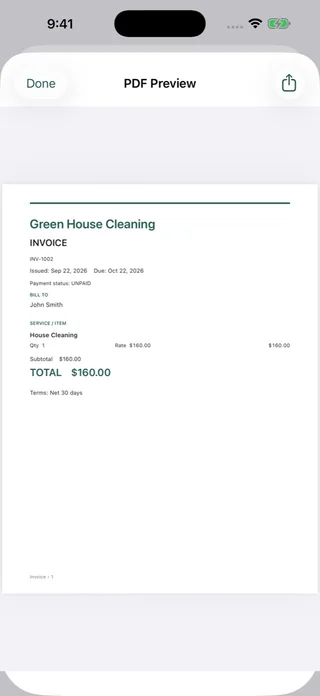 9:41
Done
PDF Preview
Green House Cleaning
INVOICE
INV-1002
Issued: Sep 22, 2026 Due: Oct 22, 2026
Payment status: UNPAID
BILL TO
John Smith
SERVICE / ITEM
House Cleaning
Qty 1 Rate $160.00 $160.00
Subtotal $160.00
TOTAL $160.00
Terms: Net 30 days
Invoice • 1